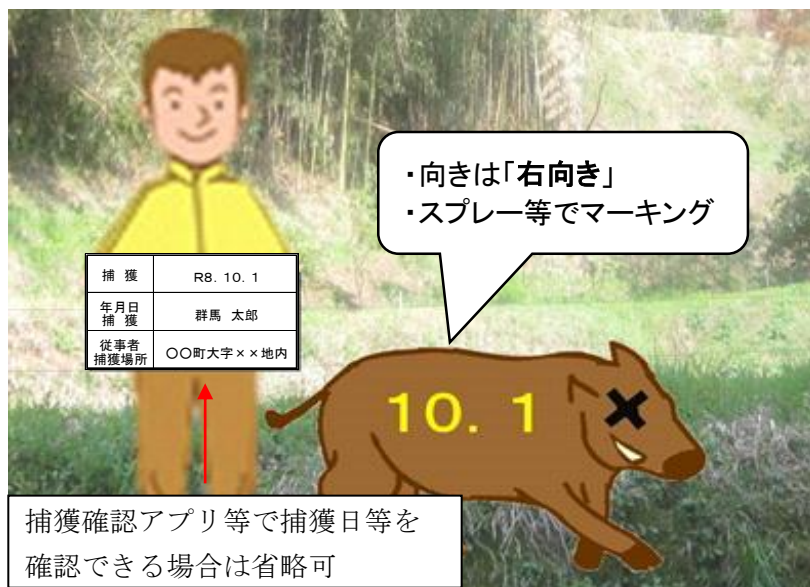 ・向きは「右向き」
・スプレー等でマーキング
捕 獲 R8. 10. 1
年月日
捕 獲 群馬 太郎
従事者
捕獲場所 〇〇町大字××地内
10. 1
捕獲確認アプリ等で捕獲日等を
確認できる場合は省略可